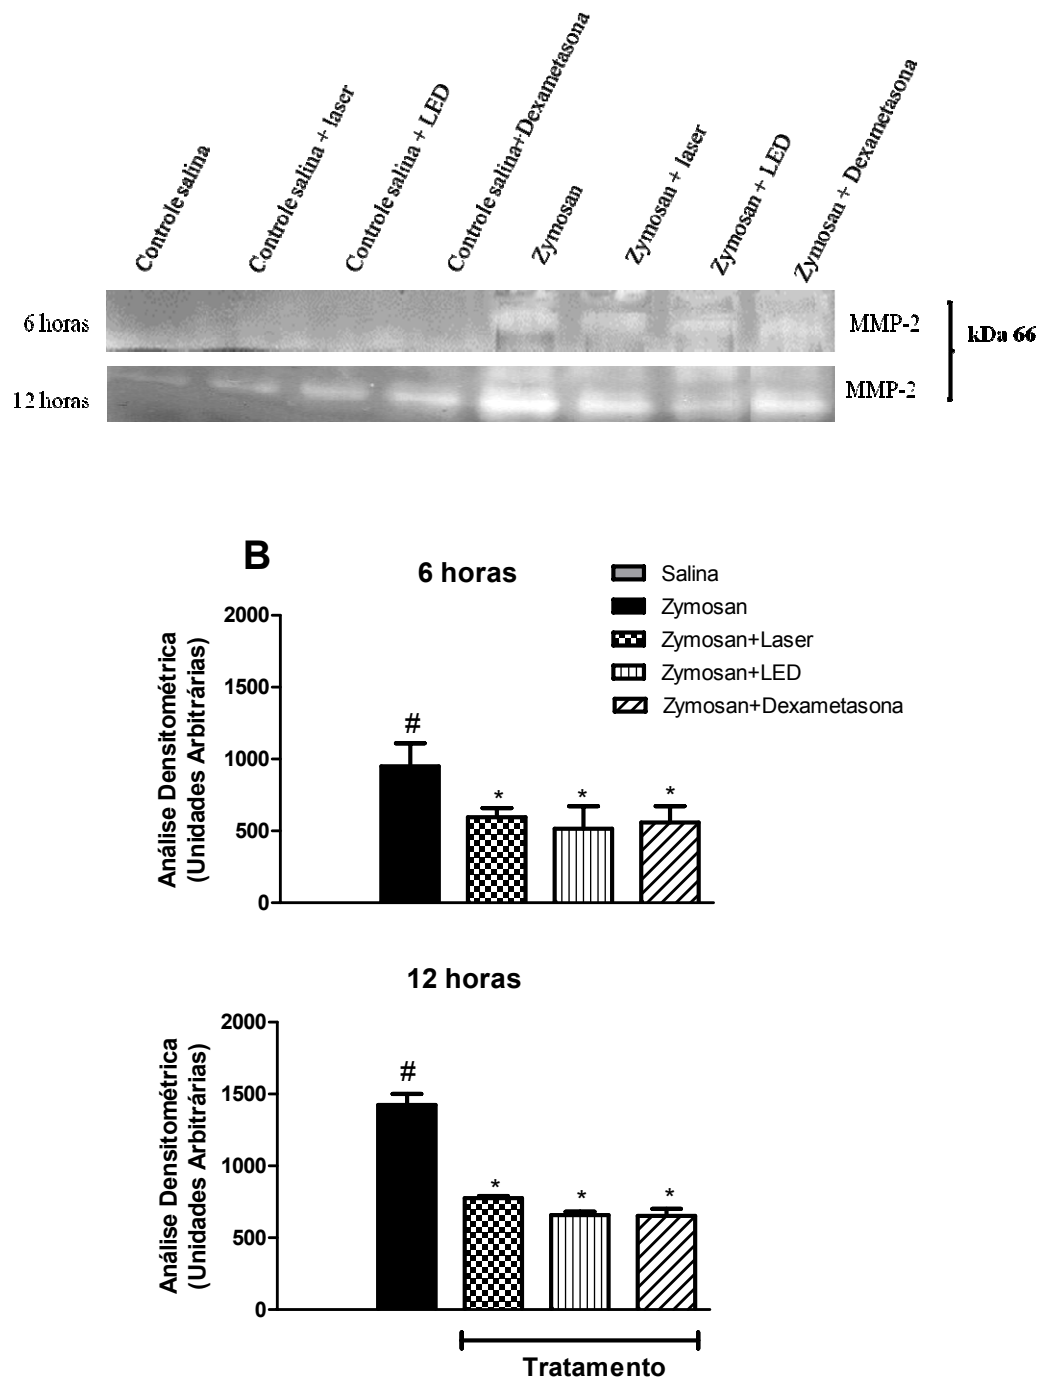 Controle salina
Controle salina + laser
Controle salina + LED
Controle salina+Dexametasona
Zymosan
Zymosan + laser
Zymosan + LED
Zymosan + Dexametasona
6 horas
MMP-2
kDa 66
12 horas
MMP-2
B
6 horas
Salina
Zymosan
Zymosan+Laser
Zymosan+LED
Zymosan+Dexametasona
Análise Densitométrica
(Unidades Arbitrárias)
2000
1500
1000
500
0
#
*
*
*
12 horas
Análise Densitométrica
(Unidades Arbitrárias)
2000
1500
1000
500
0
#
*
*
*
Tratamento